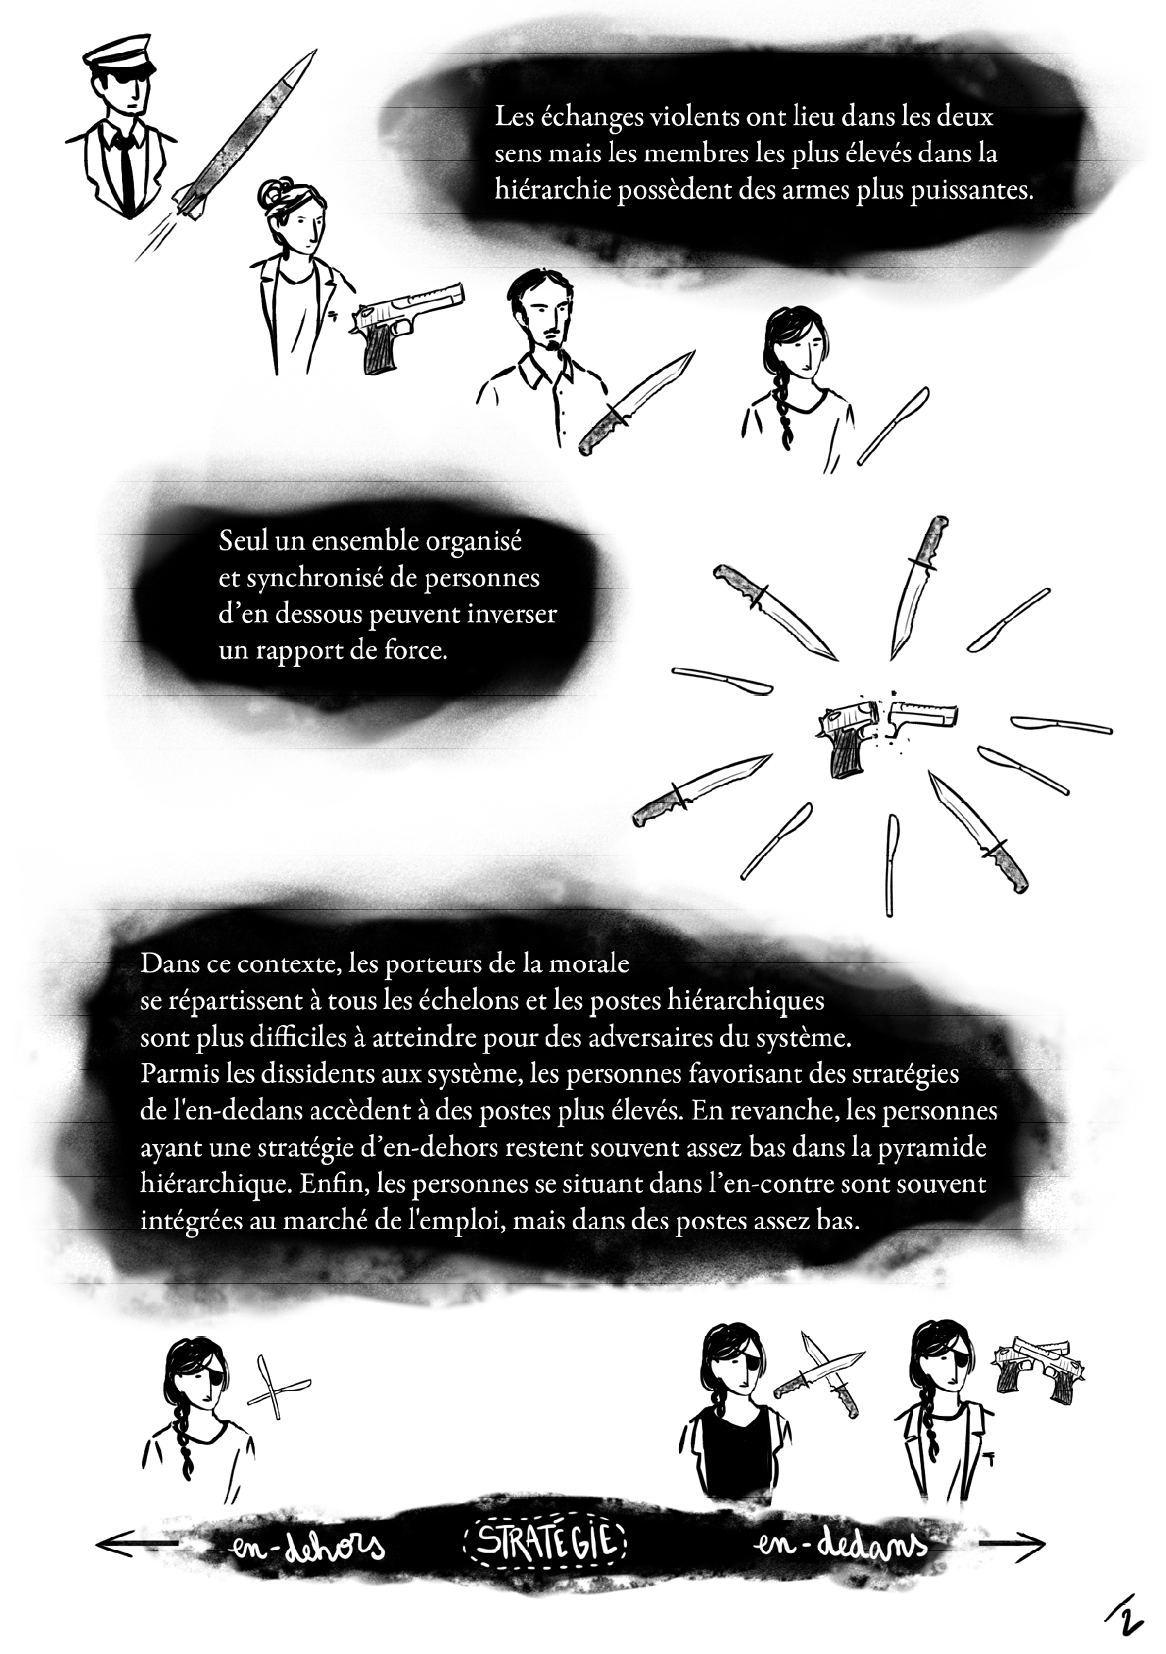 Les échanges violents ont lieu dans les deux
sens mais les membres les plus élevés dans la
hiérarchie possèdent des armes plus puissantes.
Seul un ensemble organisé
et synchronisé de personnes
d’en dessous peuvent inverser
un rapport de force.
Dans ce contexte, les porteurs de la morale
se répartissent à tous les échelons et les postes hiérarchiques
sont plus difficiles à atteindre pour des adversaires du système.
Parmis les dissidents aux système, les personnes favorisant des stratégies
de l'en-dedans accèdent à des postes plus élevés. En revanche, les personnes
ayant une stratégie d’en-dehors restent souvent assez bas dans la pyramide
hiérarchique. Enfin, les personnes se situant dans l’en-contre sont souvent
intégrées au marché de l'emploi, mais dans des postes assez bas.
en-dehors STRATÉGIE en-dedans
2